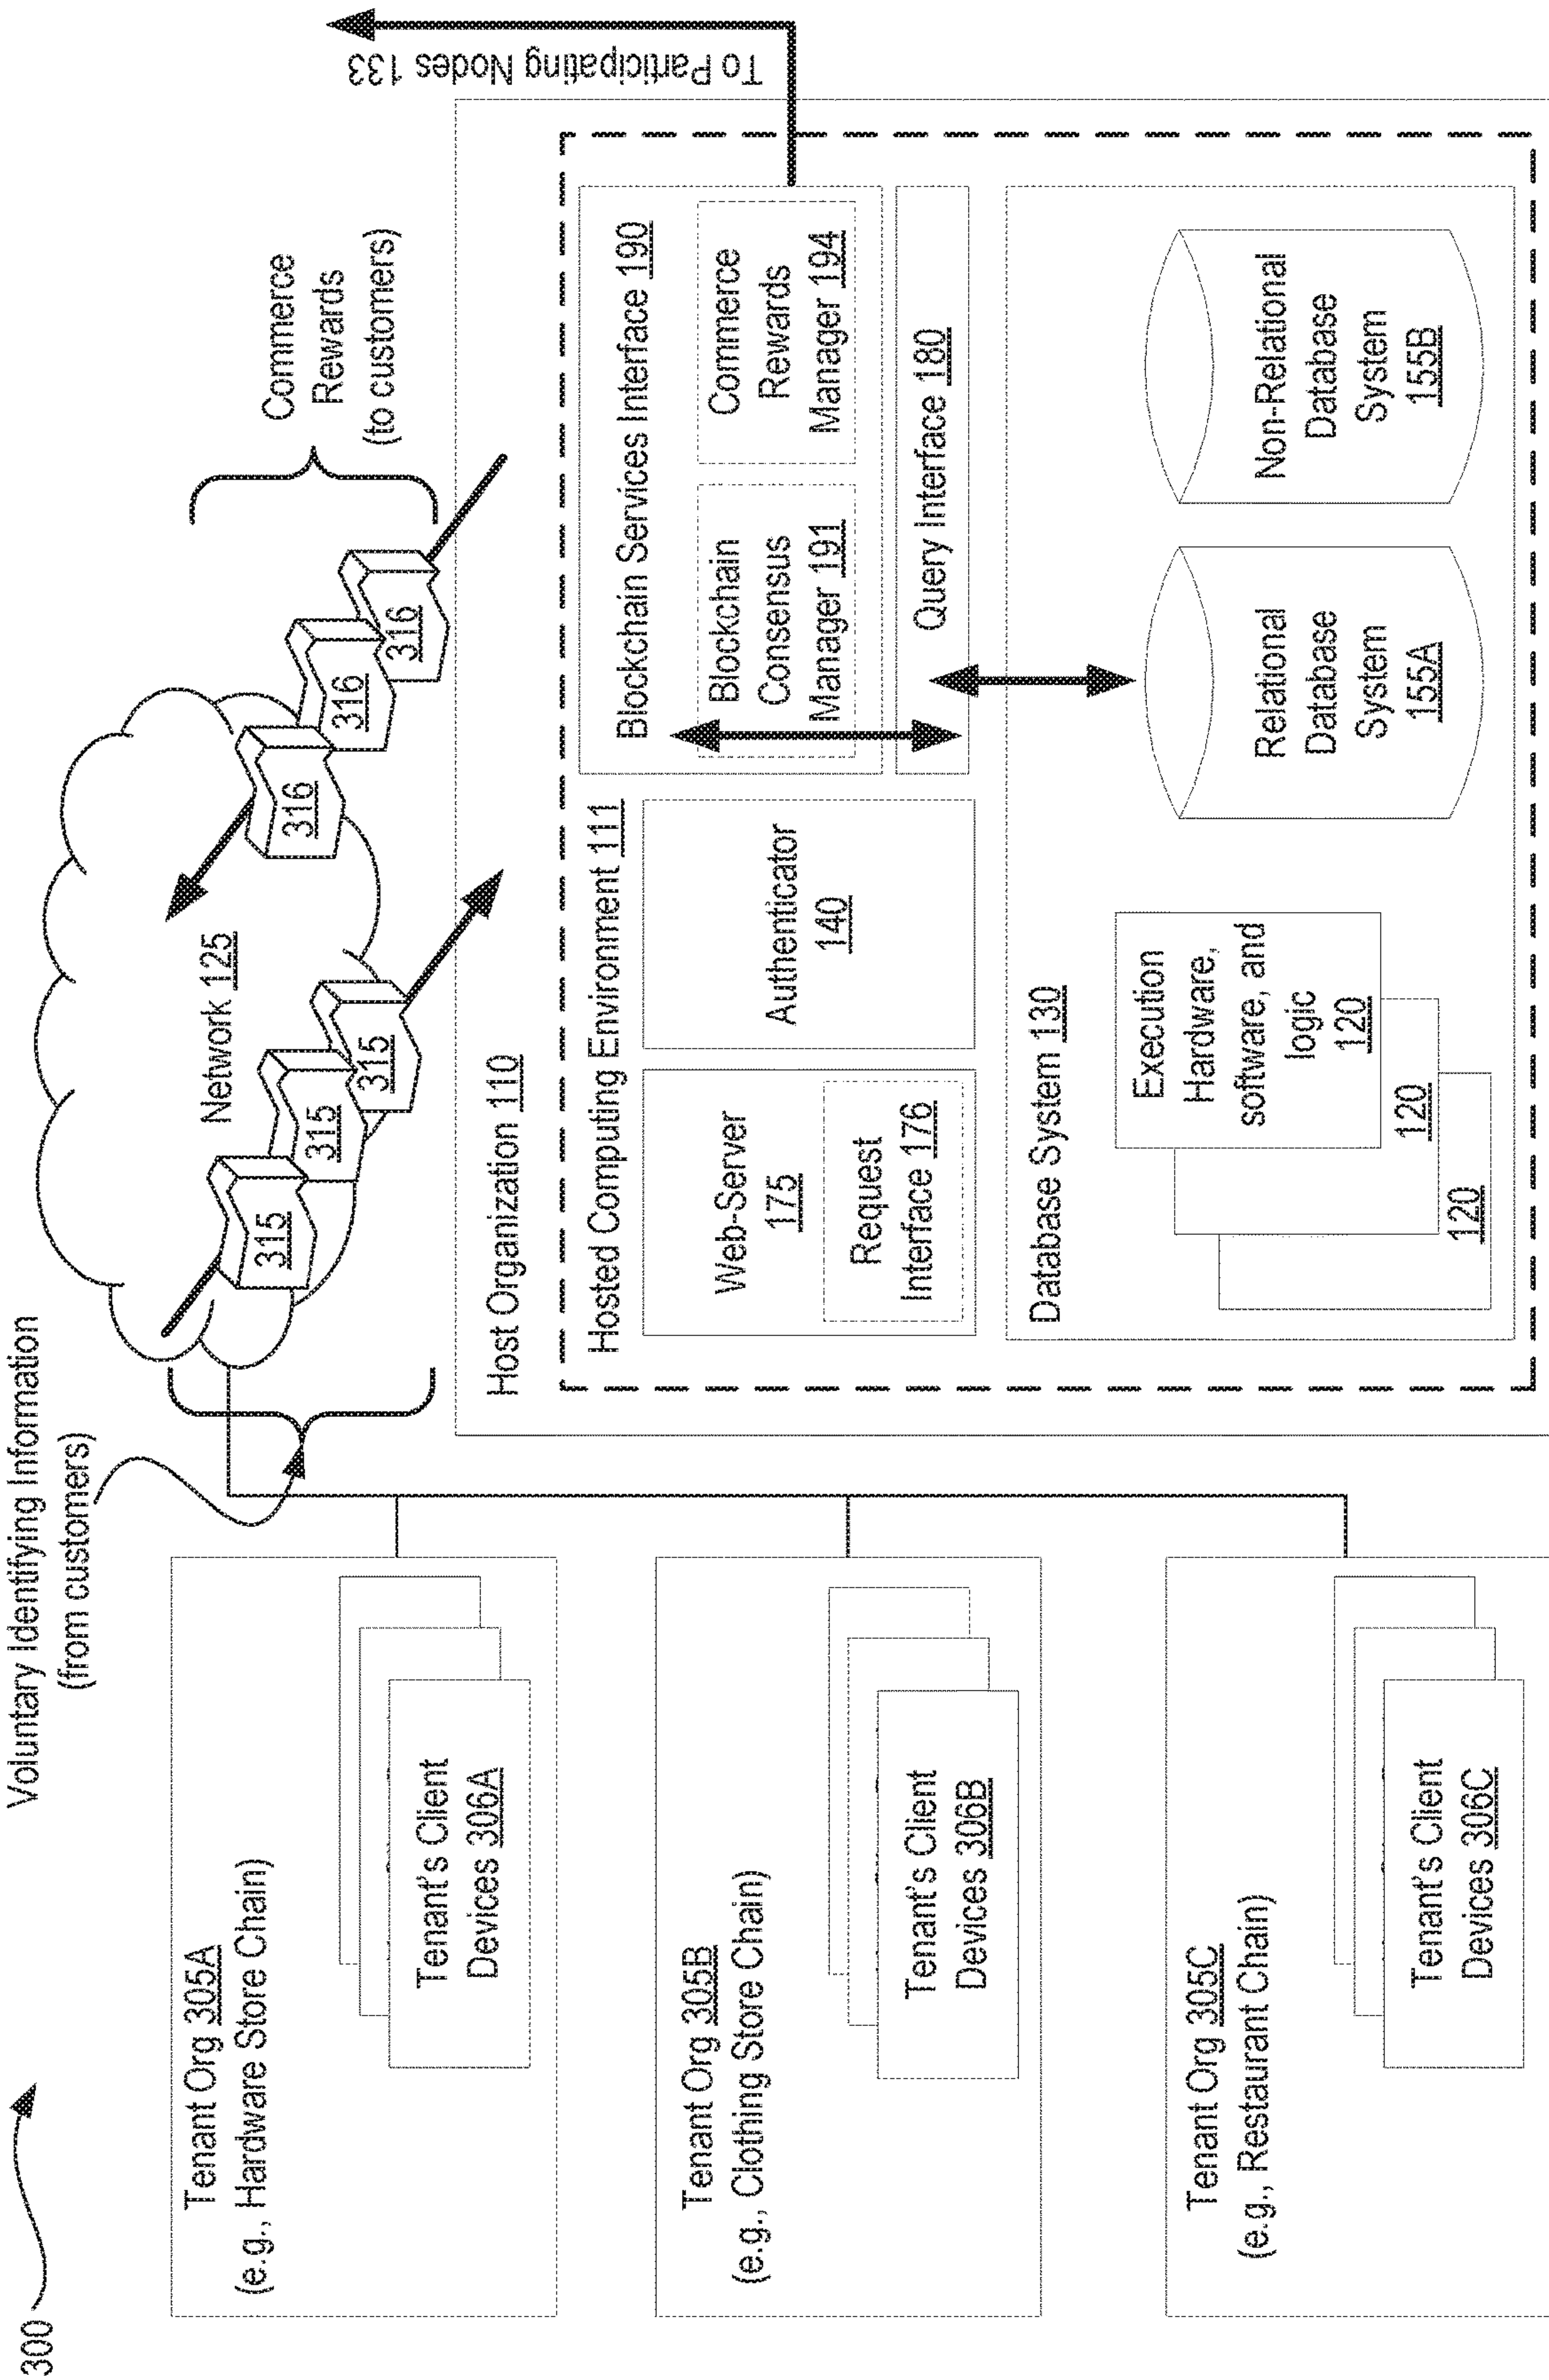 300
Voluntary Identifying Information
(from customers)
Tenant Org 305A
(e.g., Hardware Store Chain)
Tenant's Client
Devices 306A
Tenant Org 305B
(e.g., Clothing Store Chain)
Tenant's Client
Devices 306B
Tenant Org 305C
(e.g., Restaurant Chain)
Tenant's Client
Devices 306C
Network 125
315
315
315
316
316
316
Commerce
Rewards
(to customers)
To Participating Nodes 133
Host Organization 110
Hosted Computing Environment 111
Web-Server
175
Request
Interface 176
Authenticator
140
Blockchain Services Interface 190
Blockchain
Consensus
Manager 191
Commerce
Rewards
Manager 194
Query Interface 180
Database System 130
Execution
Hardware,
software, and
logic
120
120
120
Relational
Database
System
155A
Non-Relational
Database
System
155B